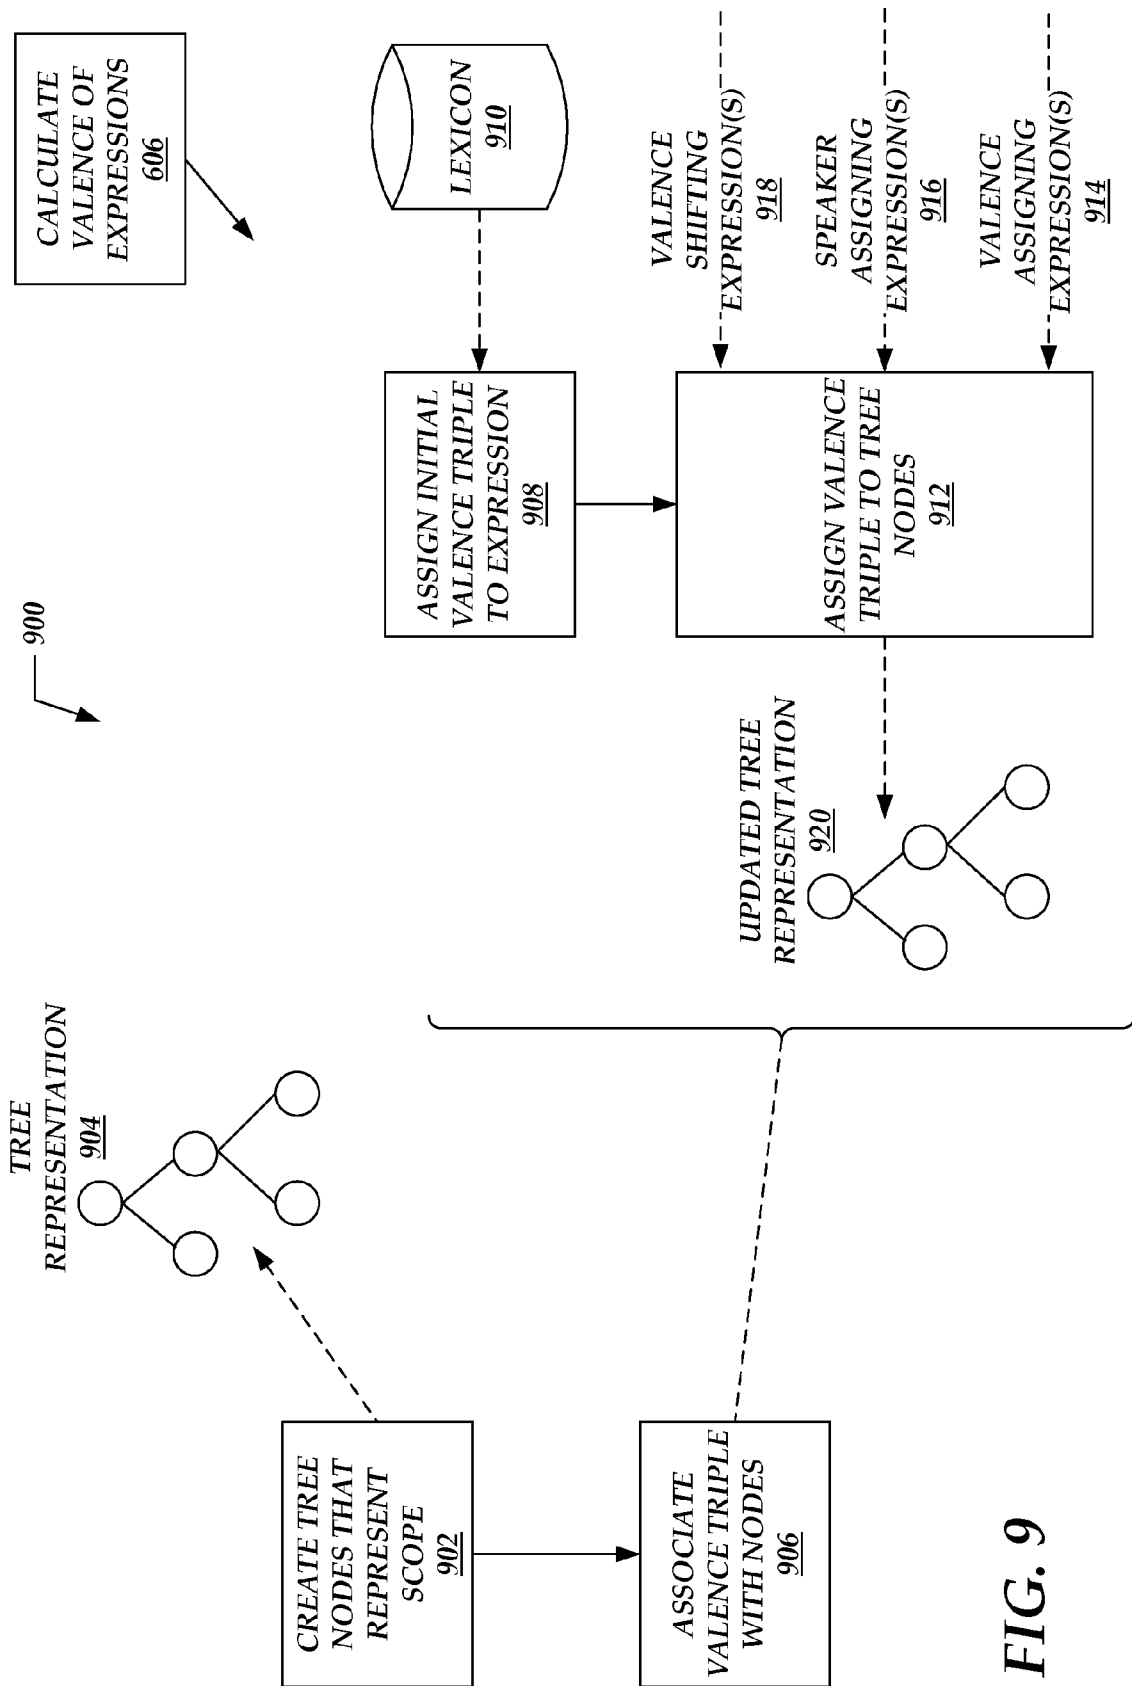 900
CALCULATE
VALENCE OF
EXPRESSIONS
606
TREE
REPRESENTATION
904
CREATE TREE
NODES THAT
REPRESENT
SCOPE
902
ASSOCIATE
VALENCE TRIPLE
WITH NODES
906
ASSIGN INITIAL
VALENCE TRIPLE
TO EXPRESSION
908
LEXICON
910
UPDATED TREE
REPRESENTATION
920
ASSIGN VALENCE
TRIPLE TO TREE
NODES
912
VALENCE
SHIFTING
EXPRESSION(S)
918
SPEAKER
ASSIGNING
EXPRESSION(S)
916
VALENCE
ASSIGNING
EXPRESSION(S)
914
FIG. 9